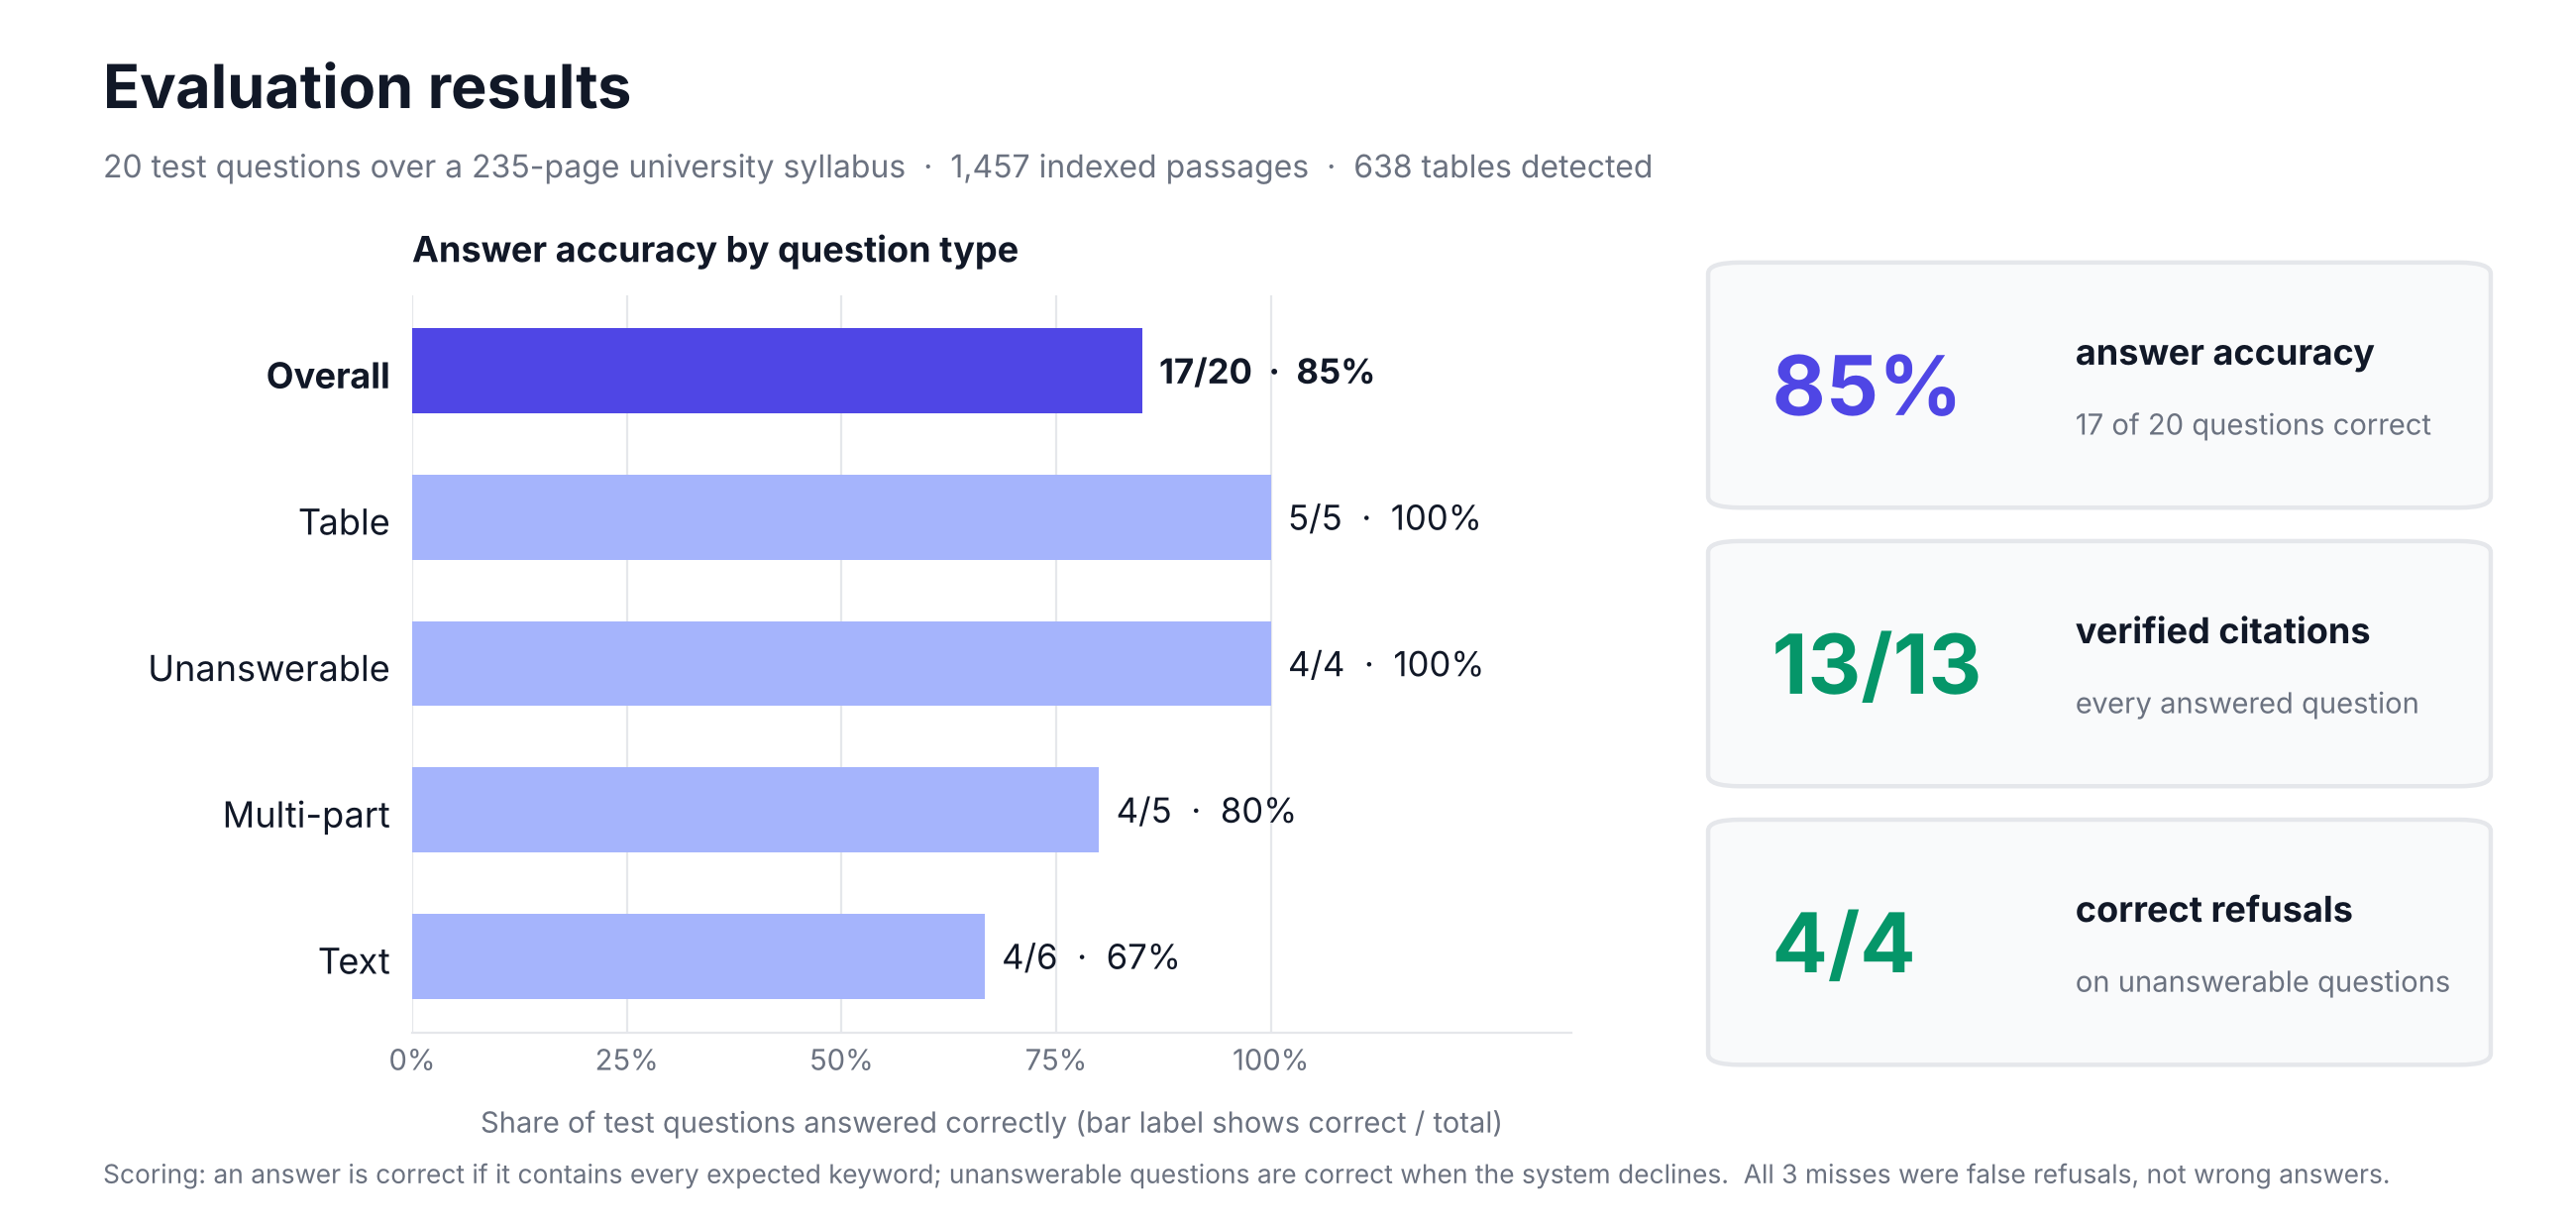 Evaluation results
20 test questions over a 235-page university syllabus · 1,457 indexed passages · 638 tables detected
Answer accuracy by question type
Overall
17/20 · 85%
Table
5/5 · 100%
Unanswerable
4/4 · 100%
Multi-part
4/5 · 80%
Text
4/6 · 67%
0% 25% 50% 75% 100%
Share of test questions answered correctly (bar label shows correct / total)
85%
answer accuracy
17 of 20 questions correct
13/13
verified citations
every answered question
4/4
correct refusals
on unanswerable questions
Scoring: an answer is correct if it contains every expected keyword; unanswerable questions are correct when the system declines. All 3 misses were false refusals, not wrong answers.